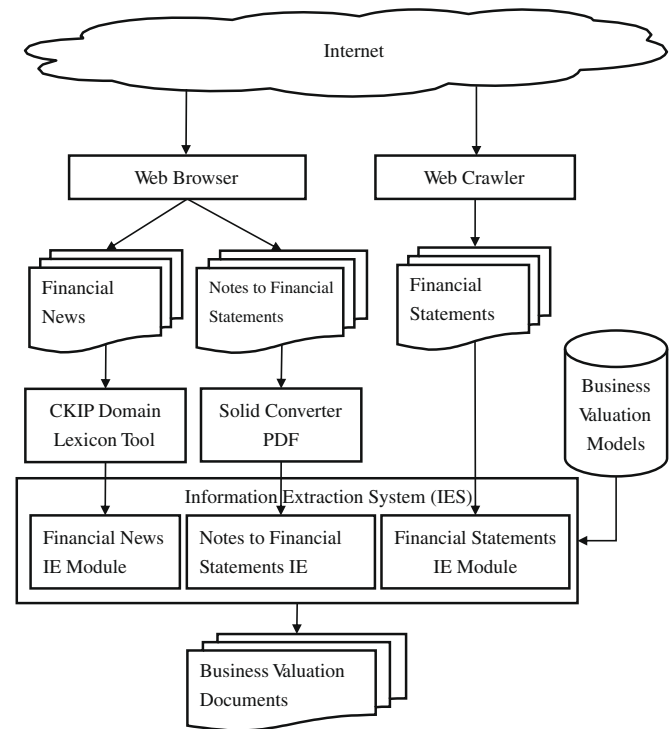 Internet
Web Browser
Web Crawler
Financial
News
Notes to Financial
Statements
Financial
Statements
Business
Valuation
Models
CKIP Domain
Lexicon Tool
Solid Converter
PDF
Information Extraction System (IES)
Financial News
IE Module
Notes to Financial
Statements IE
Financial Statements
IE Module
Business Valuation
Documents